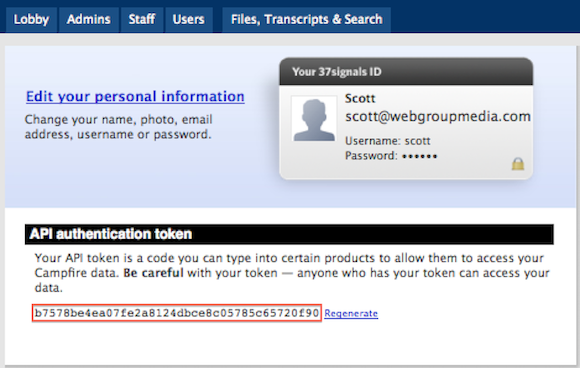 Lobby Admins Staff Users Files, Transcripts & Search
Your 37signals ID
Edit your personal information
Change your name, photo, email
address, username or password.
Scott
scott@webgroupmedia.com
Username: scott
Password: ••••••
API authentication token
Your API token is a code you can type into certain products to allow them to access your
Campfire data. Be careful with your token — anyone who has your token can access your
data.
b7578be4ea07fe2a8124dbce8c05785c65720f90 Regenerate